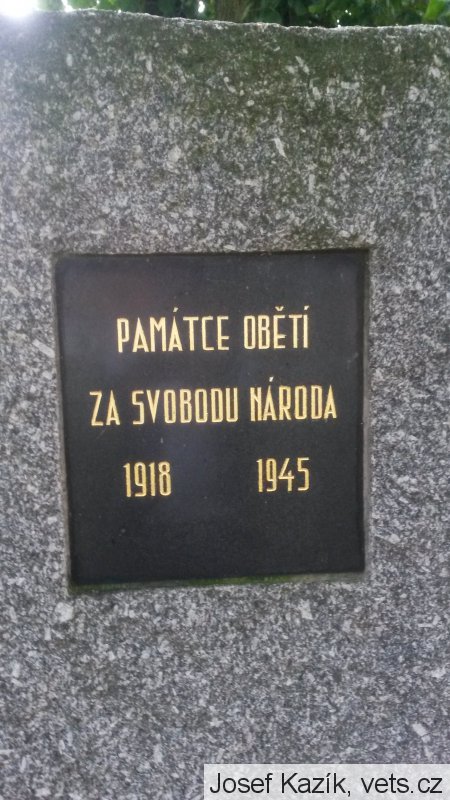 PAMÁTCE OBĚTÍ
ZA SVOBODU NÁRODA
1918 1945
Josef Kazík, vets.cz